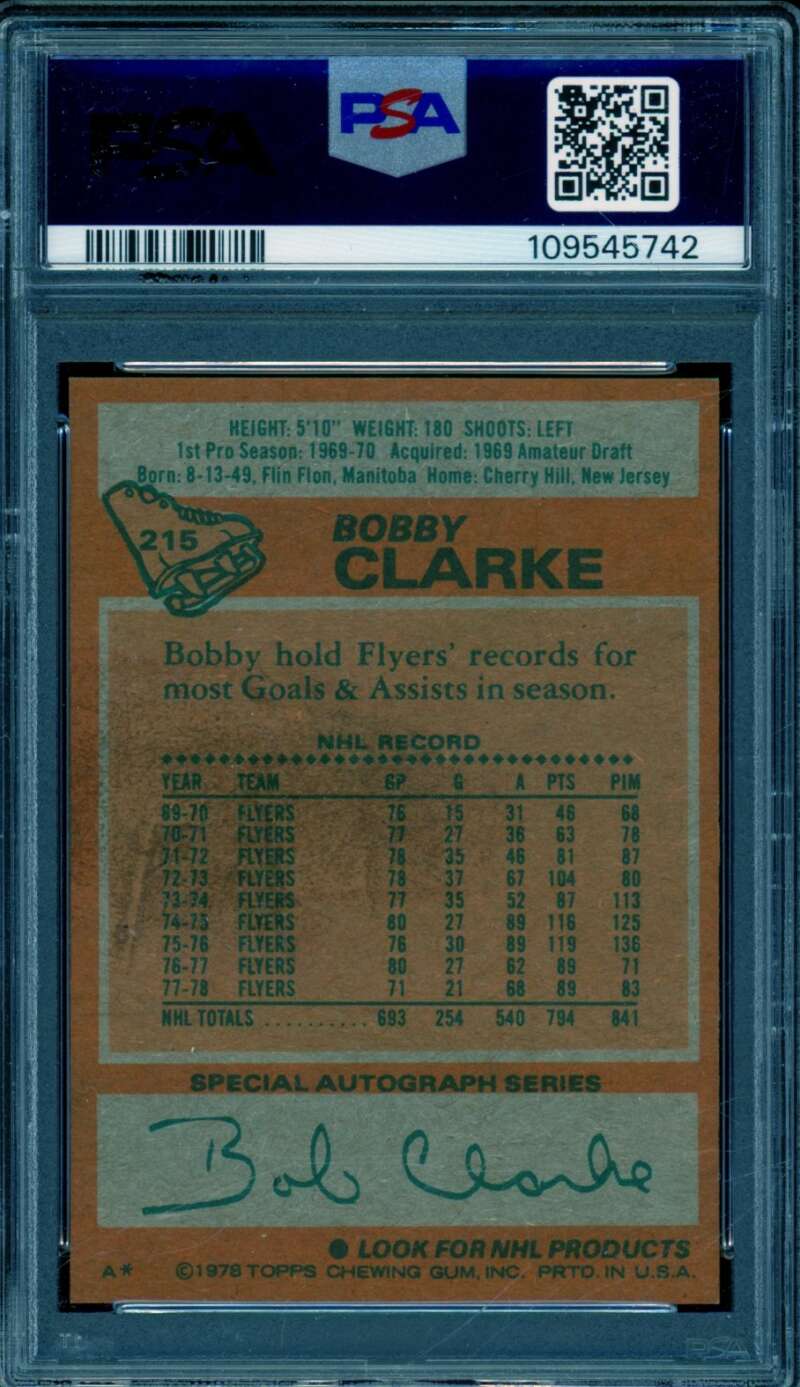 PSA
109545742
HEIGHT: 5'10" WEIGHT: 180 SHOOTS: LEFT
1st Pro Season: 1969-70 Acquired: 1969 Amateur Draft
Born: 8-13-49, Flin Flon, Manitoba Home: Cherry Hill, New Jersey
215
BOBBY
CLARKE
Bobby hold Flyers' records for
most Goals & Assists in season.
NHL RECORD
YEAR TEAM GP G A PTS PIM
69-70 FLYERS 76 15 31 46 68
70-71 FLYERS 77 27 36 63 78
71-72 FLYERS 78 35 46 81 87
72-73 FLYERS 78 37 67 104 80
73-74 FLYERS 77 35 52 87 113
74-75 FLYERS 80 27 89 116 125
75-76 FLYERS 76 30 89 119 136
76-77 FLYERS 80 27 62 89 71
77-78 FLYERS 71 21 68 89 83
NHL TOTALS .......... 693 254 540 794 841
SPECIAL AUTOGRAPH SERIES
Bob Clarke
● LOOK FOR NHL PRODUCTS
A* ©1978 TOPPS CHEWING GUM, INC. PRTD. IN U.S.A.
PSA